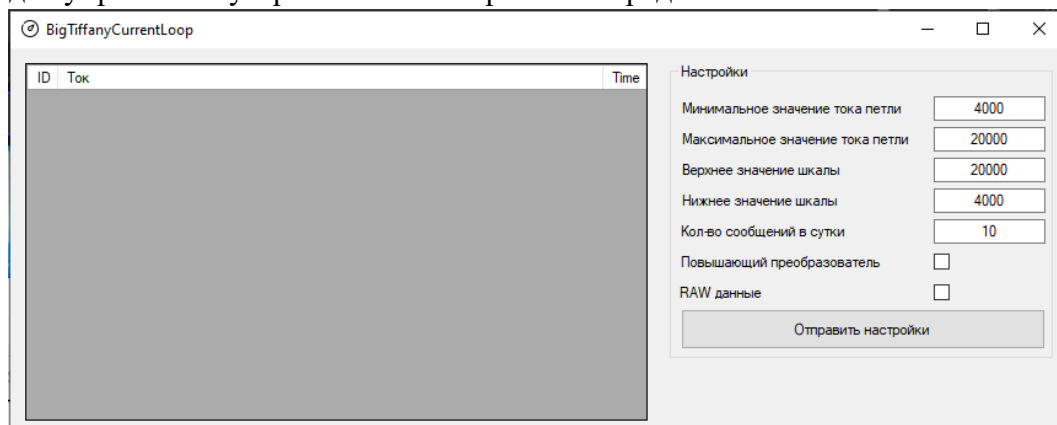 BigTiffanyCurrentLoop
ID Ток Time
Настройки
Минимальное значение тока петли 4000
Максимальное значение тока петли 20000
Верхнее значение шкалы 20000
Нижнее значение шкалы 4000
Кол-во сообщений в сутки 10
Повышающий преобразователь
RAW данные
Отправить настройки